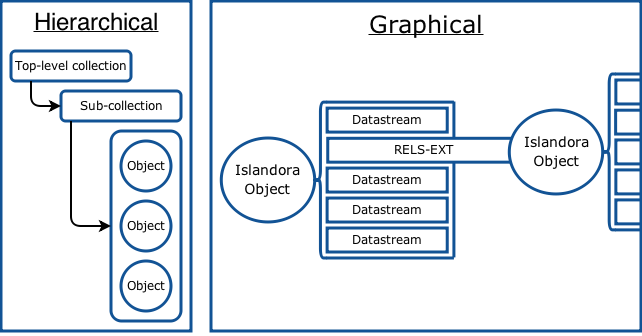 Hierarchical
Top-level collection
Sub-collection
Object
Object
Object
Graphical
Islandora
Object
Datastream
RELS-EXT
Datastream
Datastream
Datastream
Islandora
Object